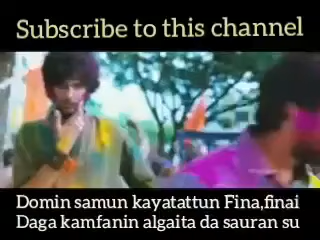 Subscribe to this channel
Domin samun kayatattun Fina,finai
Daga kamfanin algaita da sauran su